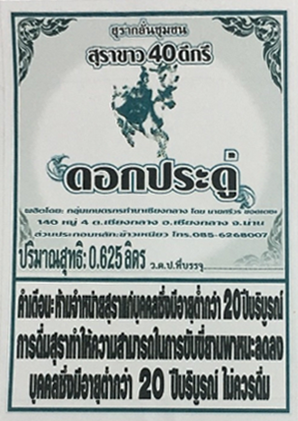 สุรากลั่นชุมชน
สุราขาว 40 ดีกรี
ดอกประดู่
ผลิตโดย: กลุ่มเกษตรกรทำนาเชียงกลาง โดย
140 หมู่ 4 ต.เชียงกลาง อ.เชียงกลาง จ.น่าน
ส่วนประกอบหลัก:ข้าวเหนียว โทร.085-6268007
ปริมาณสุทธิ: 0.625 ลิตร ว.ด.ป.ที่บรรจุ
คำเตือน: ห้ามจำหน่ายสุราแก่บุคคลซึ่งมีอายุต่ำกว่า 20 ปีบริบูรณ์
การดื่มสุราทำให้ความสามารถในการขับขี่ยานพาหนะลดลง
บุคคลซึ่งมีอายุต่ำกว่า 20 ปีบริบูรณ์ ไม่ควรดื่ม